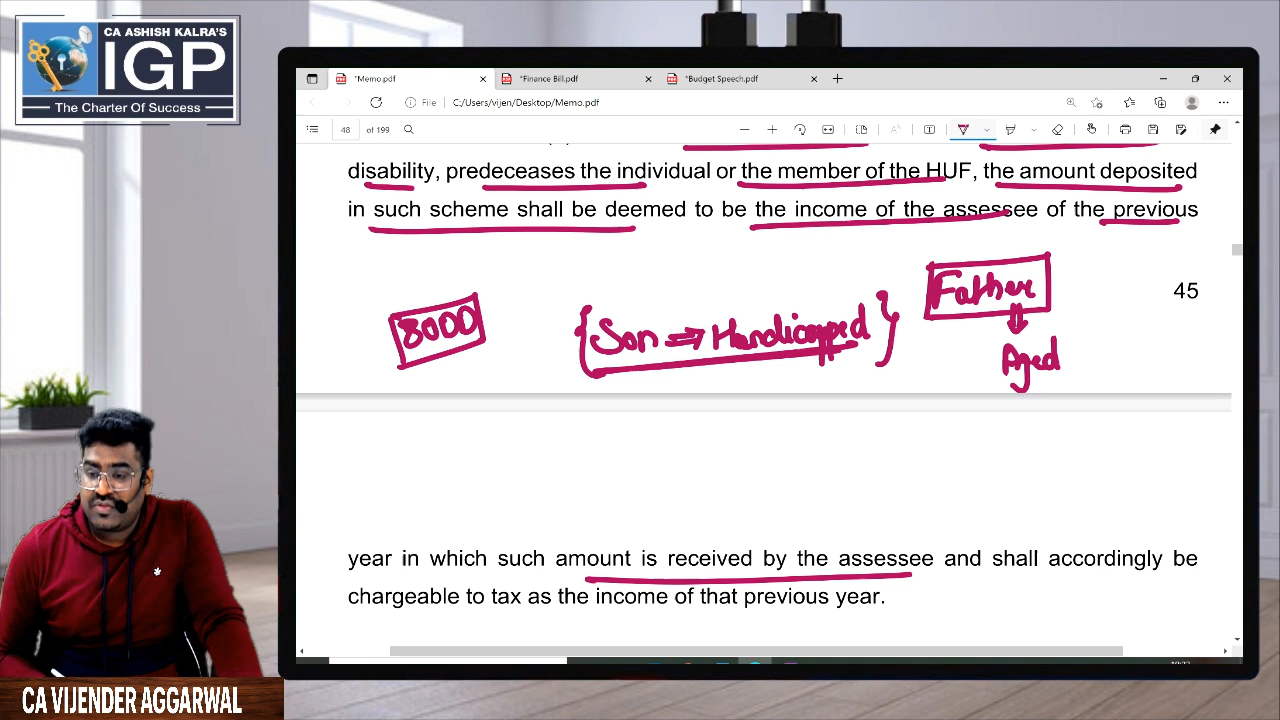 CA ASHISH KALRA'S
IGP
The Charter Of Success
*Memo.pdf
*Finance Bill.pdf
*Budget Speech.pdf
File
C:/Users/vijen/Desktop/Memo.pdf
48 of 199
disability, predeceases the individual or the member of the HUF, the amount deposited
in such scheme shall be deemed to be the income of the assessee of the previous
45
8000
{Son ⇒ Handicapped}
Father
⇓
Aged
year in which such amount is received by the assessee and shall accordingly be
chargeable to tax as the income of that previous year.
CA VIJENDER AGGARWAL